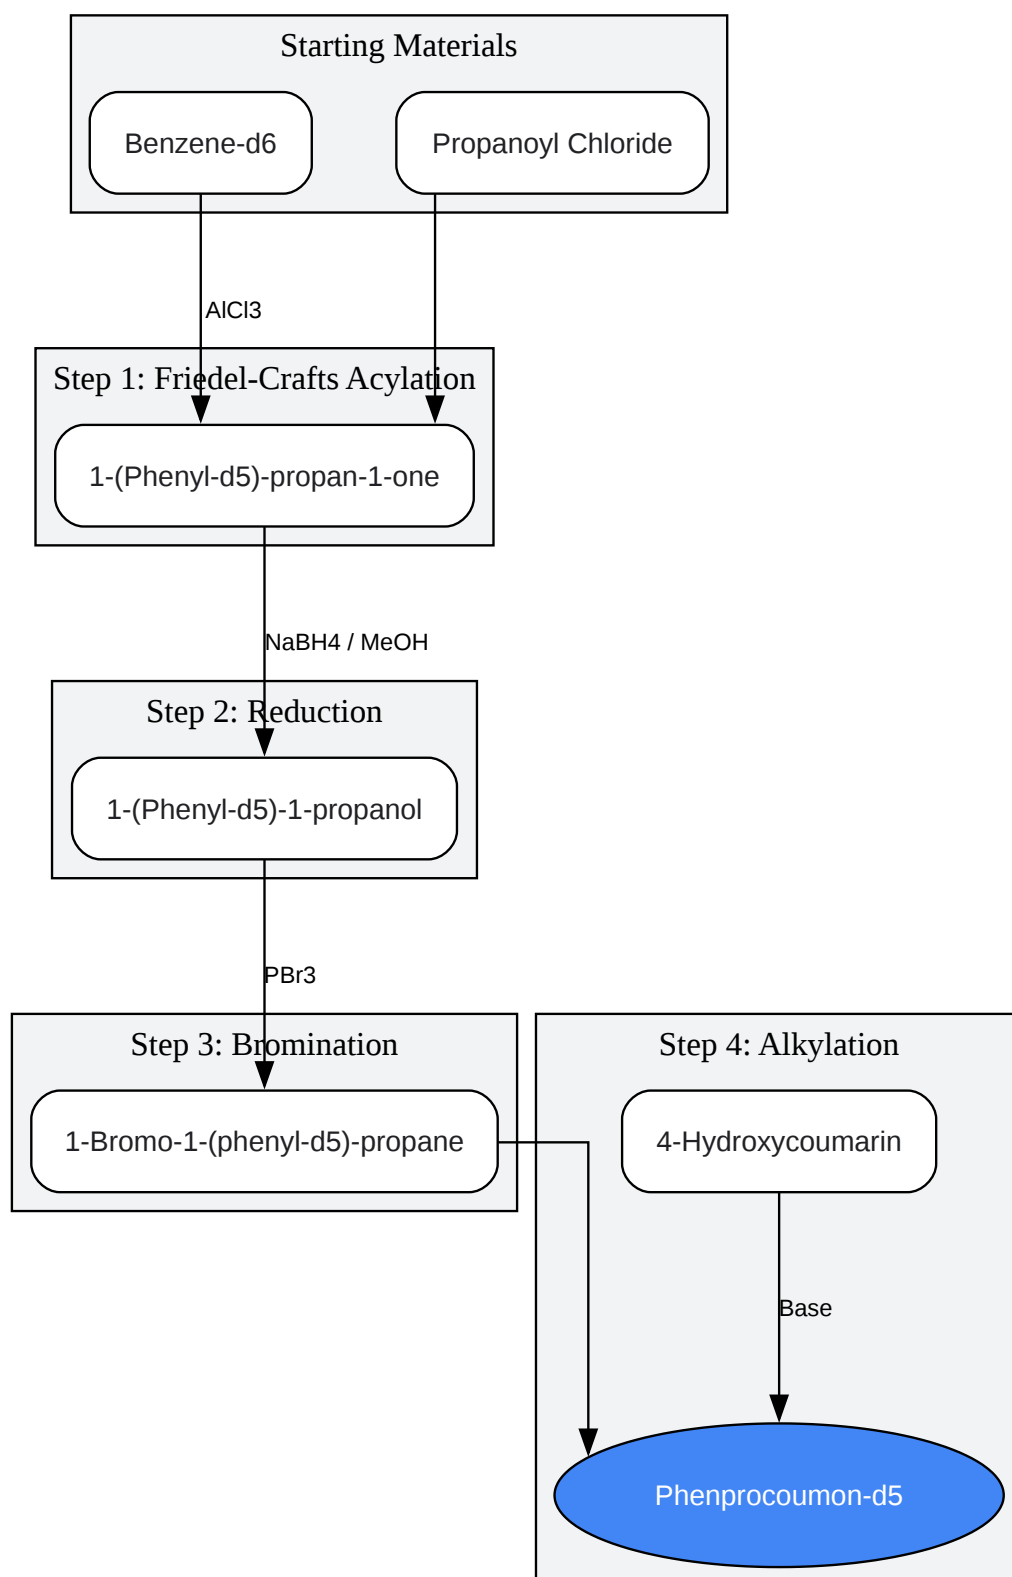 Starting Materials
Benzene-d6
Propanoyl Chloride
AlCl3
Step 1: Friedel-Crafts Acylation
1-(Phenyl-d5)-propan-1-one
NaBH4 / MeOH
Step 2: Reduction
1-(Phenyl-d5)-1-propanol
PBr3
Step 3: Bromination
1-Bromo-1-(phenyl-d5)-propane
Step 4: Alkylation
4-Hydroxycoumarin
Base
Phenprocoumon-d5